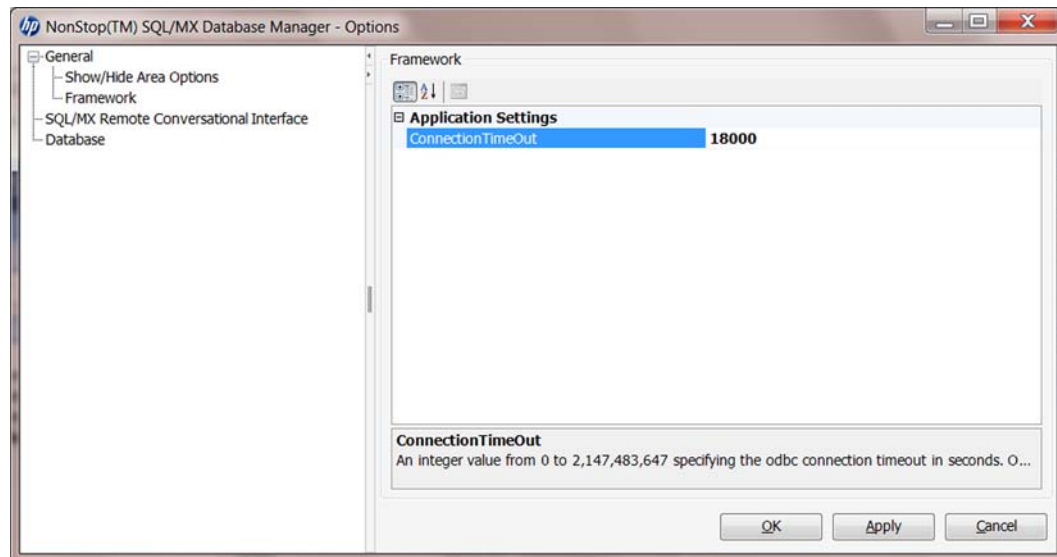 hp NonStop(TM) SQL/MX Database Manager - Options
General
Show/Hide Area Options
Framework
SQL/MX Remote Conversational Interface
Database
Framework
Application Settings
ConnectionTimeOut 18000
ConnectionTimeOut
An integer value from 0 to 2,147,483,647 specifying the odbc connection timeout in seconds. O...
OK Apply Cancel